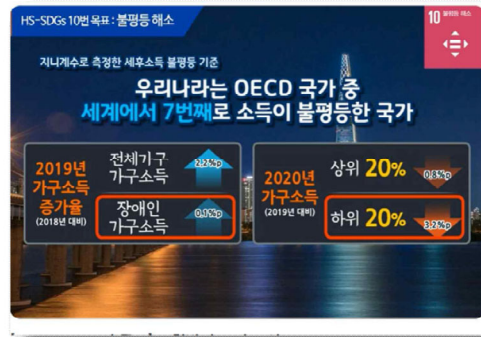 HS-SDGs 10번 목표 : 불평등 해소
10 불평등 해소
지니계수로 측정한 세후소득 불평등 기준
우리나라는 OECD 국가 중
세계에서 7번째로 소득이 불평등한 국가
2019년
가구소득
증가율
(2018년 대비)
전체가구
가구소득
2.2%p
장애인
가구소득
0.1%p
2020년
가구소득
(2019년 대비)
상위 20%
0.8%p
하위 20%
3.2%p